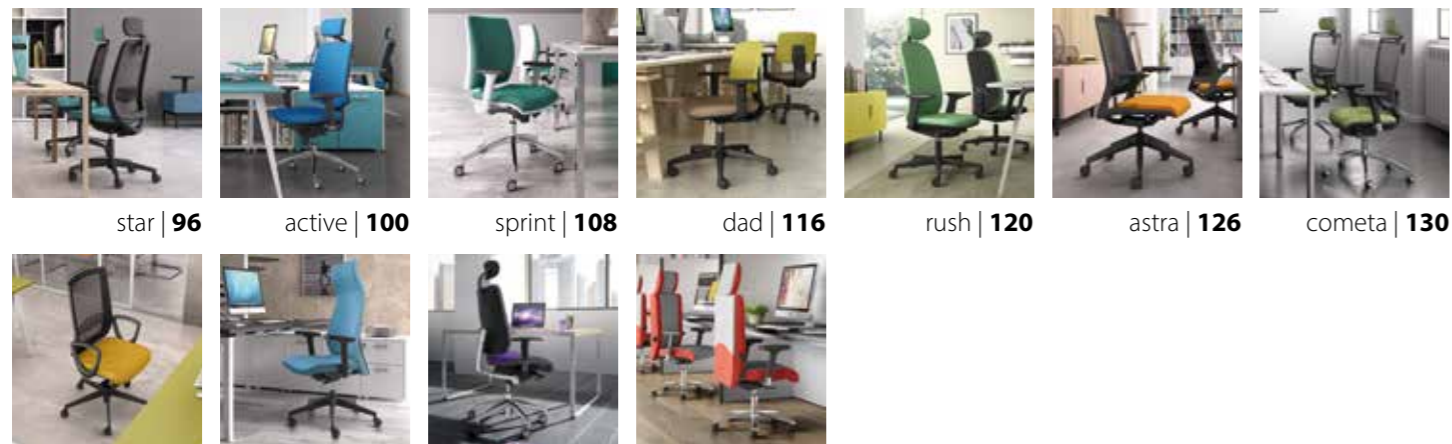 star | 96
active | 100
sprint | 108
dad | 116
rush | 120
astra | 126
cometa | 130